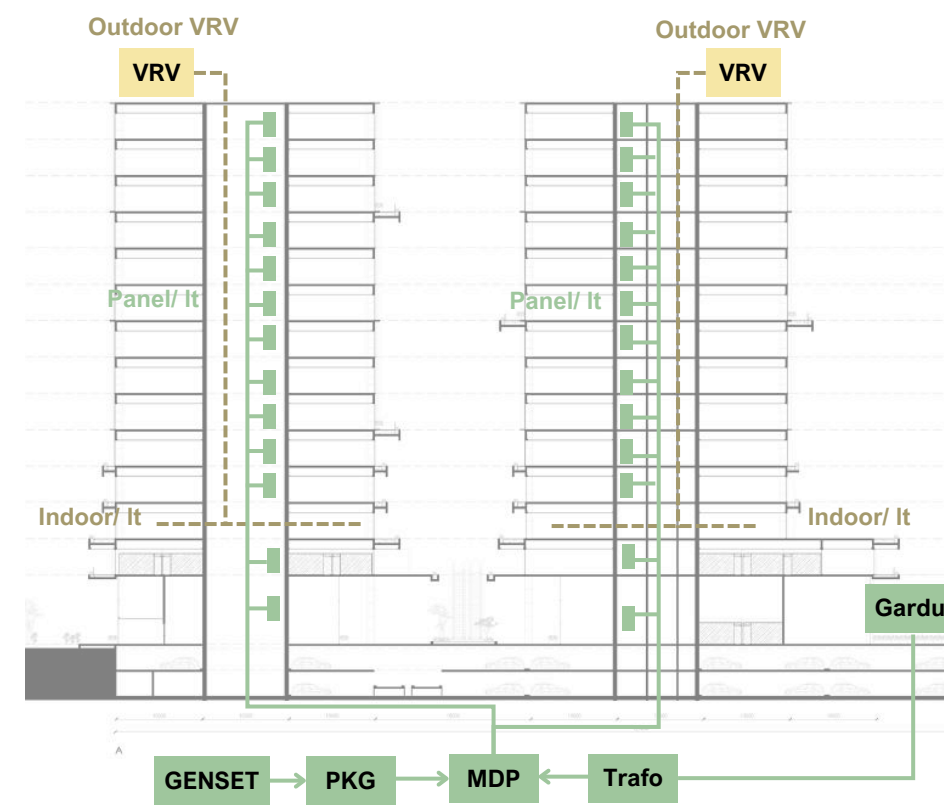 Outdoor VRV
Outdoor VRV
VRV
VRV
Panel/ lt
Panel/ lt
Indoor/ lt
Indoor/ lt
Gardu
GENSET
PKG
MDP
Trafo
A